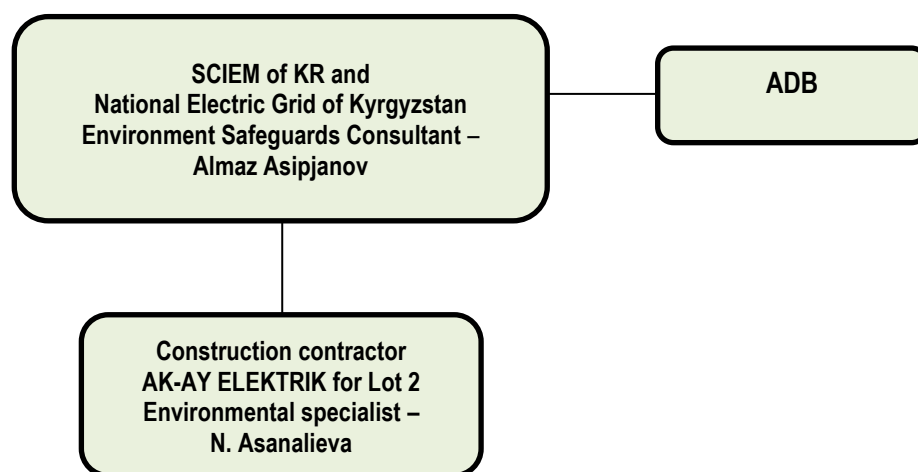 SCIEM of KR and
National Electric Grid of Kyrgyzstan
Environment Safeguards Consultant –
Almaz Asipjanov
ADB
Construction contractor
AK-AY ELEKTRIK for Lot 2
Environmental specialist –
N. Asanalieva